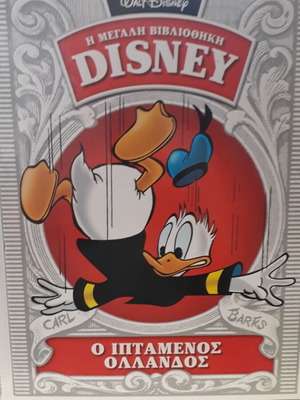 WALT DISNEY
Η ΜΕΓΑΛΗ ΒΙΒΛΙΟΘΗΚΗ
DISNEY
CARL BARKS
Ο ΙΠΤΑΜΕΝΟΣ
ΟΛΛΑΝΔΟΣ